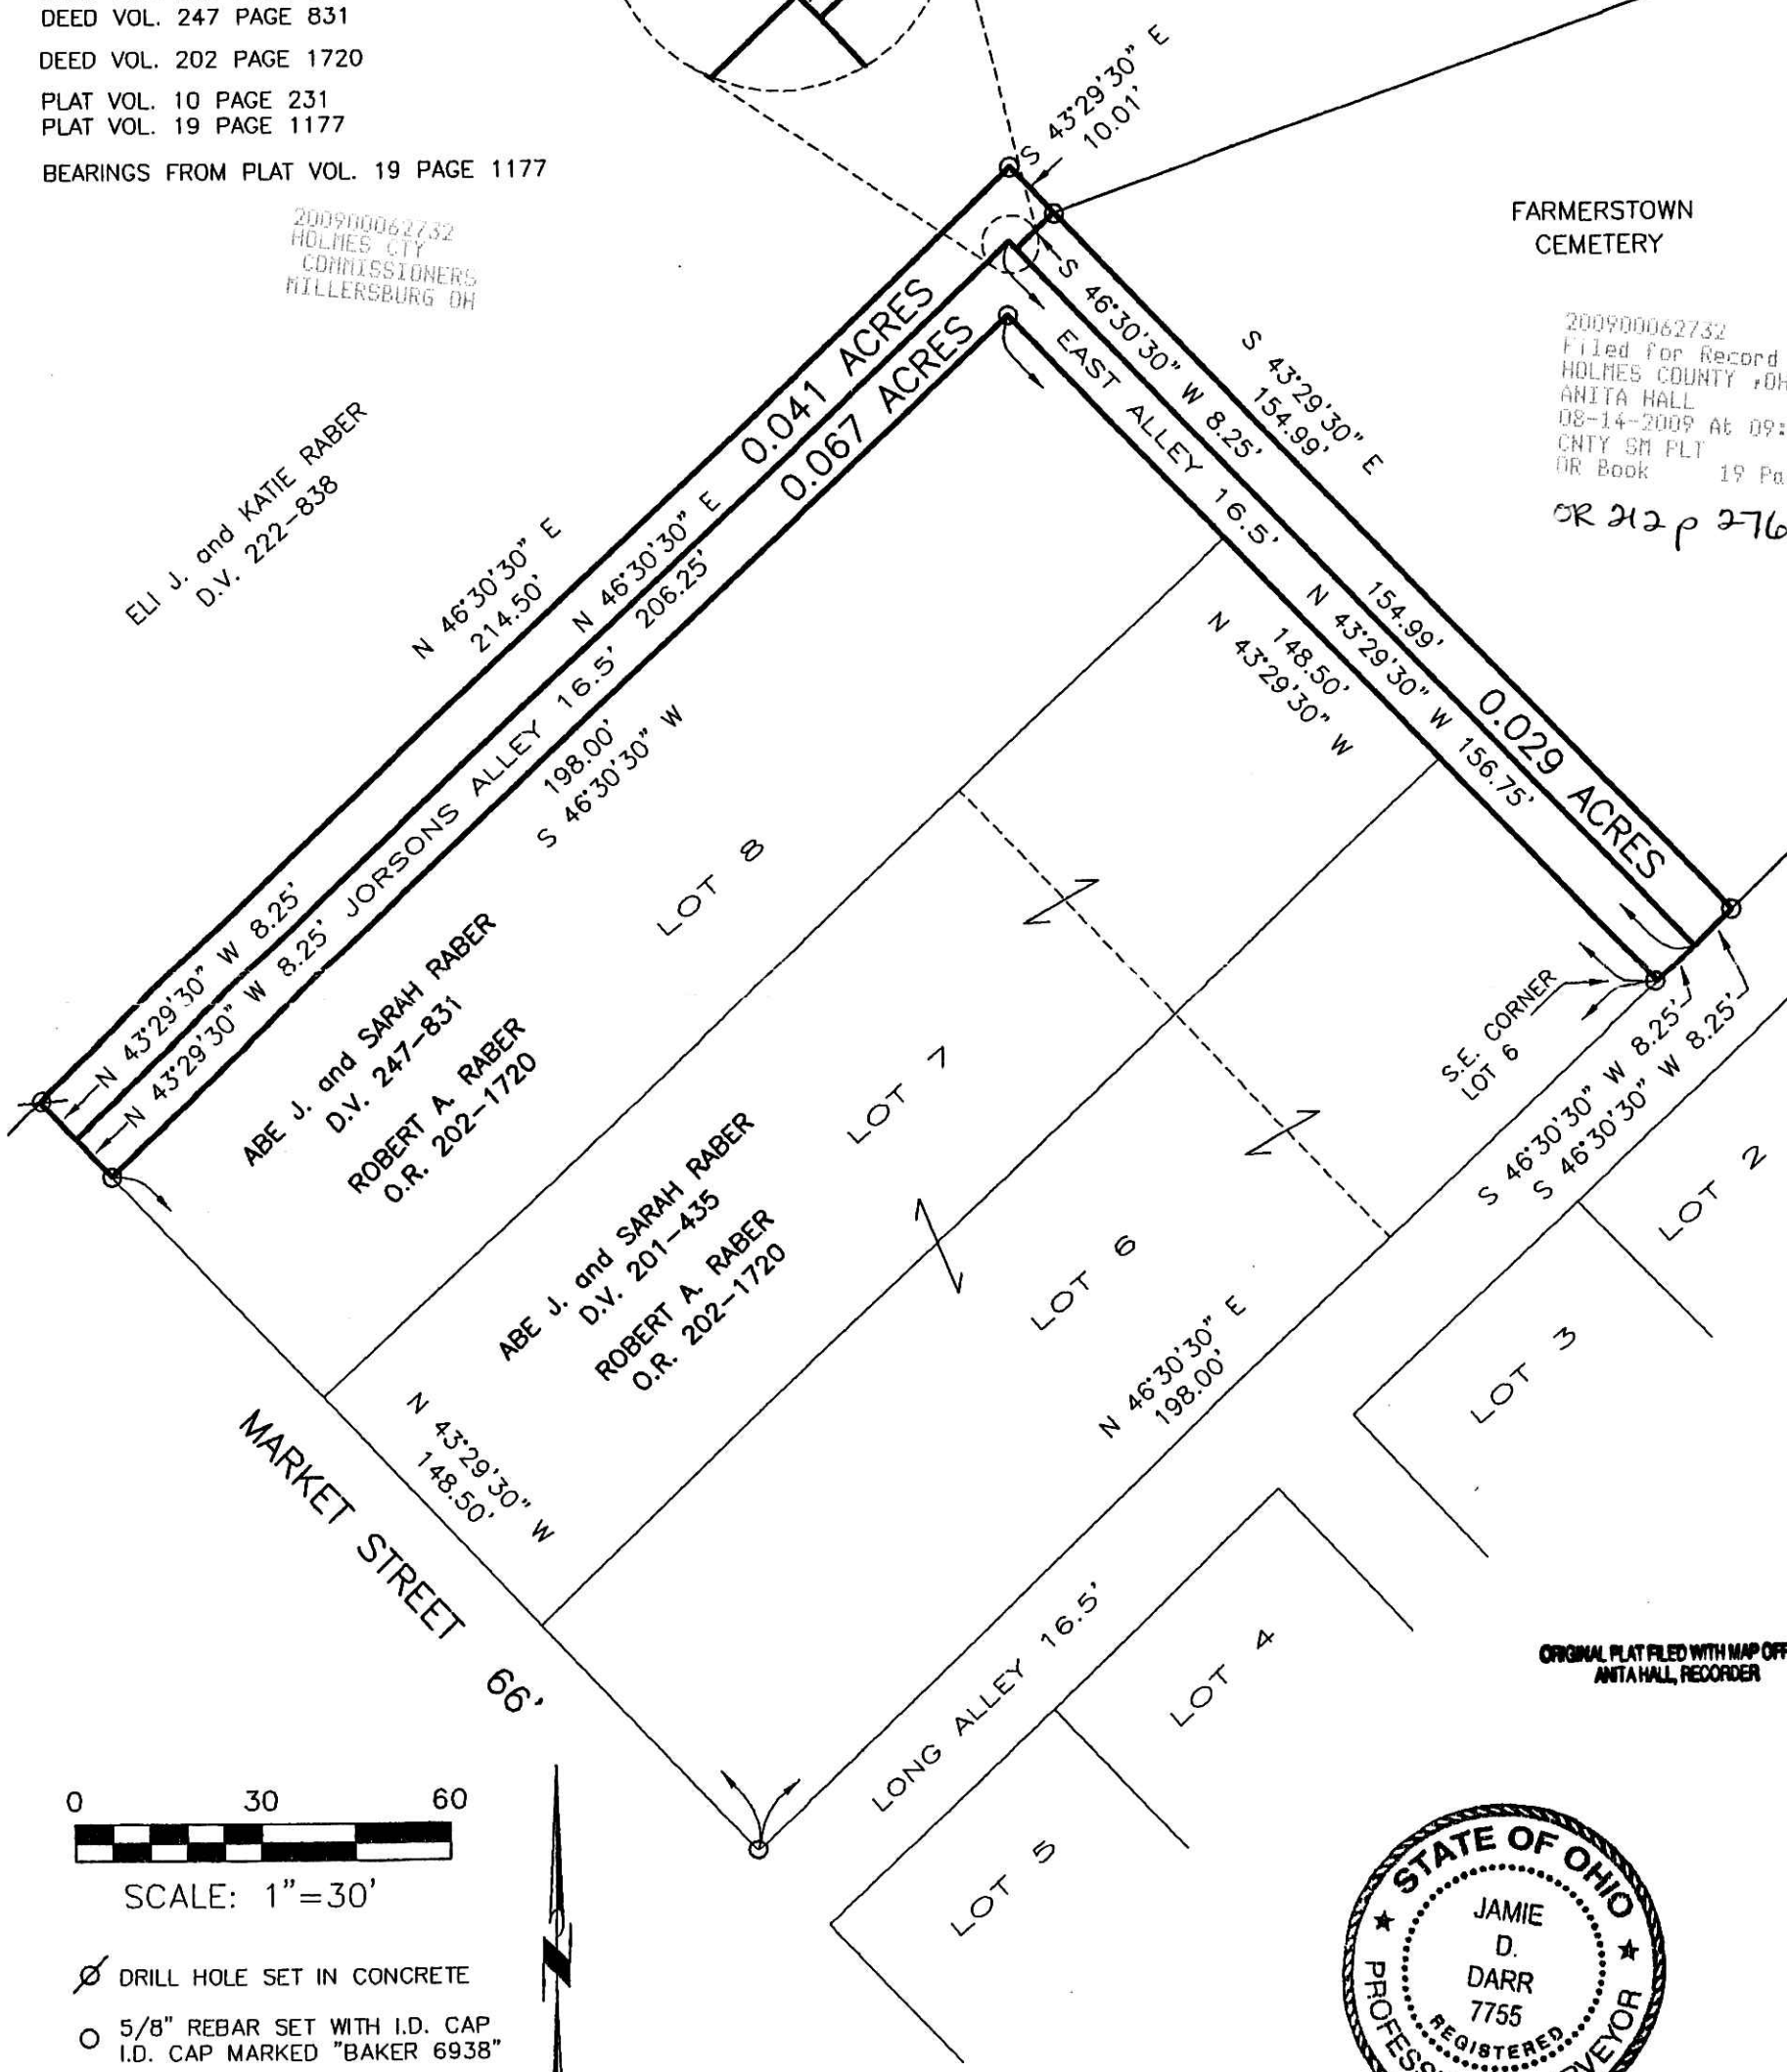 DEED VOL. 247 PAGE 831
DEED VOL. 202 PAGE 1720
PLAT VOL. 10 PAGE 231
PLAT VOL. 19 PAGE 1177
BEARINGS FROM PLAT VOL. 19 PAGE 1177
200900062732
HOLMES CTY
COMMISSIONERS
MILLERSBURG OH
S 43°29'30" E
10.01'
FARMERSTOWN
CEMETERY
200900062732
Filed for Record
HOLMES COUNTY ,OH
ANITA HALL
08-14-2009 At 09:
CNTY SM PLT
OR Book 19 Pa
OR 212 p 276
ELI J. and KATIE RABER
D.V. 222-838
N 46°30'30" E
214.50'
0.041 ACRES
N 46°30'30" E
206.25'
0.067 ACRES
JORSONS ALLEY 16.5'
198.00'
S 46°30'30" W
N 43°29'30" W 8.25'
N 43°29'30" W 8.25'
S 46°30'30" W 8.25'
S 43°29'30" E
154.99'
EAST ALLEY 16.5'
154.99'
N 43°29'30" W 156.75'
148.50'
N 43°29'30" W
0.029 ACRES
LOT 8
ABE J. and SARAH RABER
D.V. 247-831
ROBERT A. RABER
O.R. 202-1720
LOT 7
ABE J. and SARAH RABER
D.V. 201-435
ROBERT A. RABER
O.R. 202-1720
LOT 6
S.E. CORNER
LOT 6
S 46°30'30" W 8.25'
S 46°30'30" W 8.25'
LOT 2
LOT 3
N 46°30'30" E
198.00'
N 43°29'30" W
148.50'
MARKET STREET 66'
LONG ALLEY 16.5'
LOT 4
LOT 5
ORIGINAL PLAT FILED WITH MAP OFF
ANITA HALL, RECORDER
0 30 60
SCALE: 1"=30'
DRILL HOLE SET IN CONCRETE
5/8" REBAR SET WITH I.D. CAP
I.D. CAP MARKED "BAKER 6938"
N
STATE OF OHIO
JAMIE
D.
DARR
7755
REGISTERED